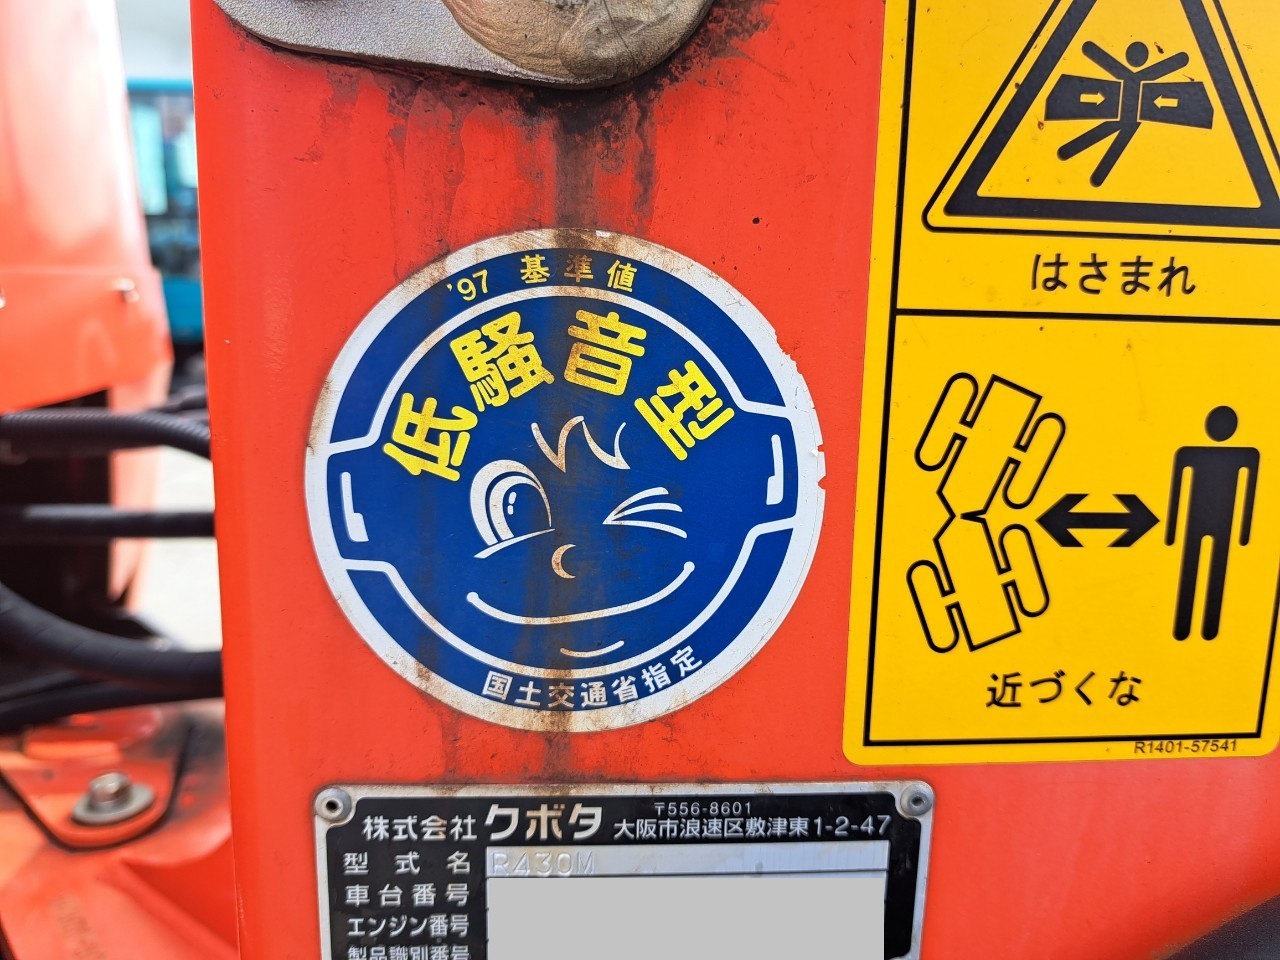 '97 基準値
低騒音型
国土交通省指定
はさまれ
近づくな
R1401-57541
株式会社クボタ 〒556-8601 大阪市浪速区敷津東1-2-47
型式名 R430M
車台番号
エンジン番号
製品識別番号